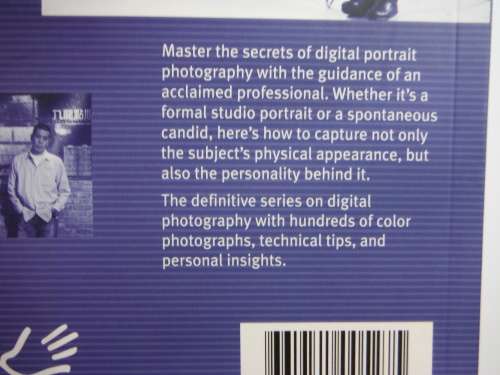 Master the secrets of digital portrait
photography with the guidance of an
acclaimed professional. Whether it's a
formal studio portrait or a spontaneous
candid, here's how to capture not only
the subject's physical appearance, but
also the personality behind it.
The definitive series on digital
photography with hundreds of color
photographs, technical tips, and
personal insights.